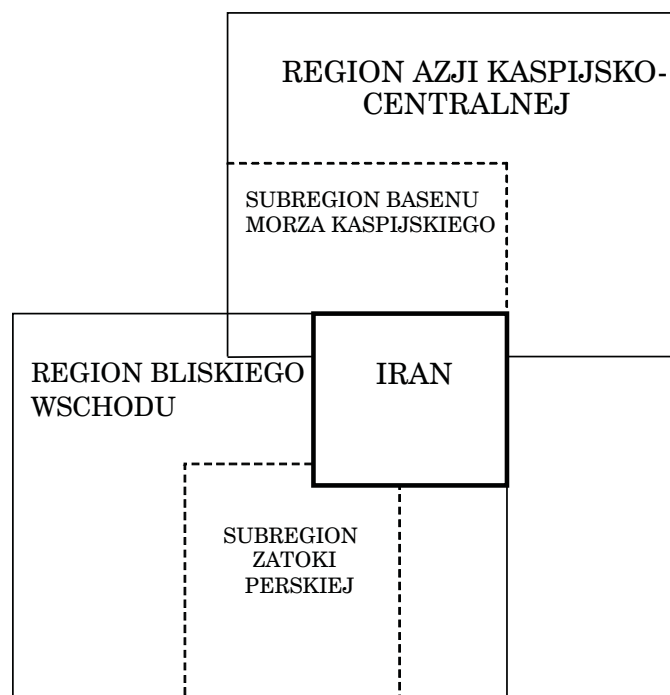 REGION AZJI KASPIJSKO-
CENTRALNEJ
SUBREGION BASENU
MORZA KASPIJSKIEGO
REGION BLISKIEGO
WSCHODU
IRAN
SUBREGION
ZATOKI
PERSKIEJ